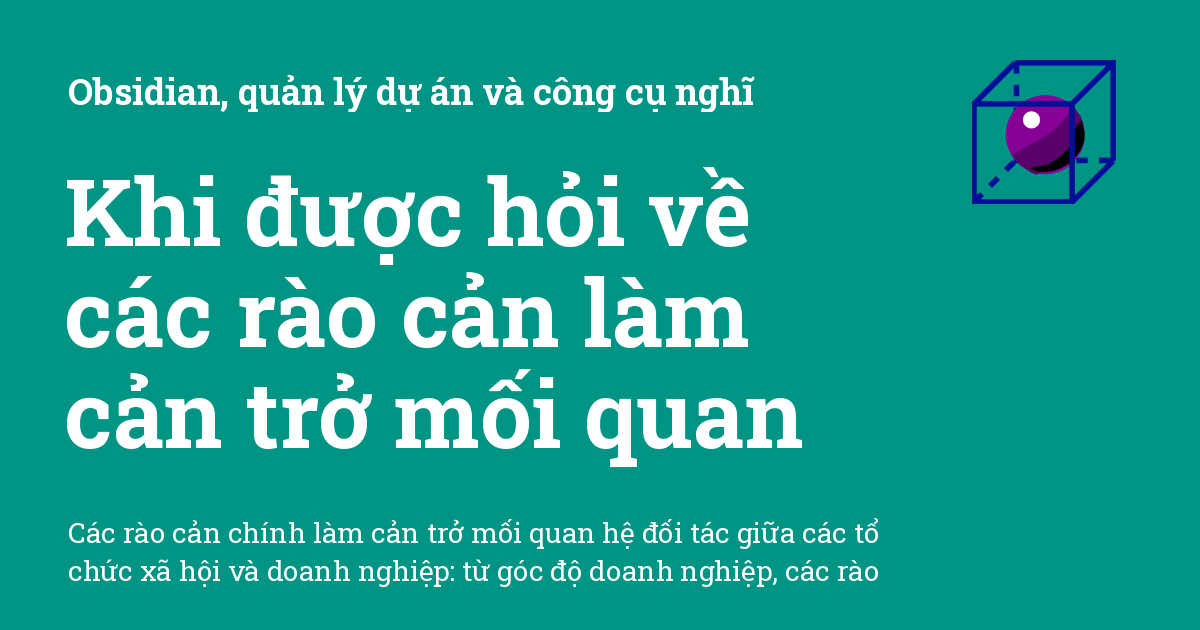 Obsidian, quản lý dự án và công cụ nghĩ
Khi được hỏi về
các rào cản làm
cản trở mối quan
Các rào cản chính làm cản trở mối quan hệ đối tác giữa các tổ
chức xã hội và doanh nghiệp: từ góc độ doanh nghiệp, các rào